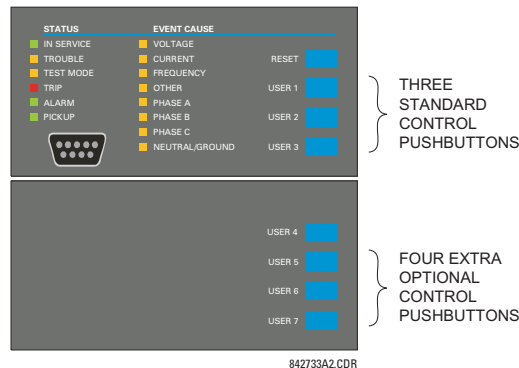 STATUS
IN SERVICE
TROUBLE
TEST MODE
TRIP
ALARM
PICKUP
EVENT CAUSE
VOLTAGE
CURRENT
FREQUENCY
OTHER
PHASE A
PHASE B
PHASE C
NEUTRAL/GROUND
RESET
USER 1
USER 2
USER 3
THREE
STANDARD
CONTROL
PUSHBUTTONS
USER 4
USER 5
USER 6
USER 7
FOUR EXTRA
OPTIONAL
CONTROL
PUSHBUTTONS
842733A2.CDR